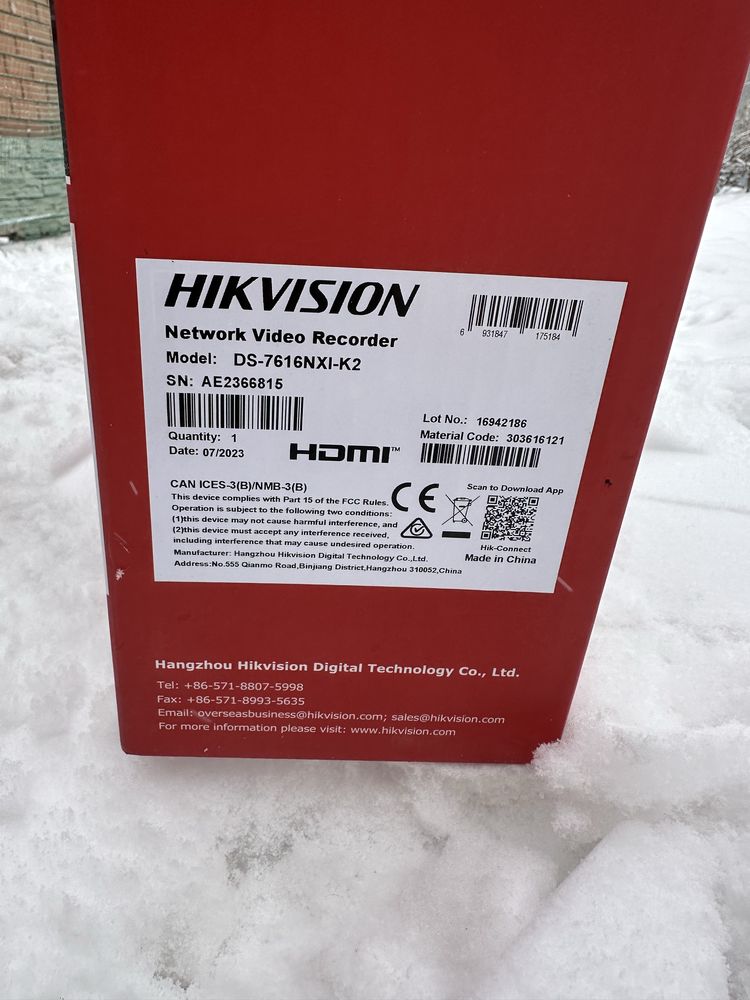 HIKVISION
6 931847 175184
Network Video Recorder
Model: DS-7616NXI-K2
SN: AE2366815
Quantity: 1
Date: 07/2023
HDMI™
Lot No.: 16942186
Material Code: 303616121
CAN ICES-3(B)/NMB-3(B)
This device complies with Part 15 of the FCC Rules.
Operation is subject to the following two conditions:
(1)this device may not cause harmful interference, and
(2)this device must accept any interference received,
including interference that may cause undesired operation.
CE
Scan to Download App
Hik-Connect
Made in China
Manufacturer: Hangzhou Hikvision Digital Technology Co.,Ltd.
Address:No.555 Qianmo Road,Binjiang District,Hangzhou 310052,China
Hangzhou Hikvision Digital Technology Co., Ltd.
Tel: +86-571-8807-5998
Fax: +86-571-8993-5635
Email: overseasbusiness@hikvision.com; sales@hikvision.com
For more information please visit: www.hikvision.com